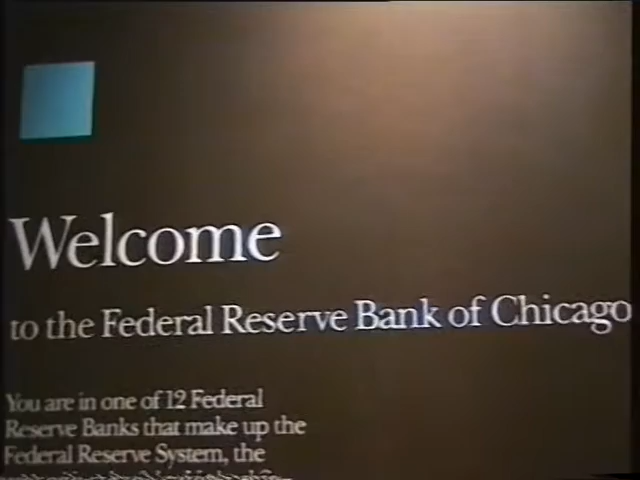 Welcome
to the Federal Reserve Bank of Chicago
You are in one of 12 Federal
Reserve Banks that make up the
Federal Reserve System, the